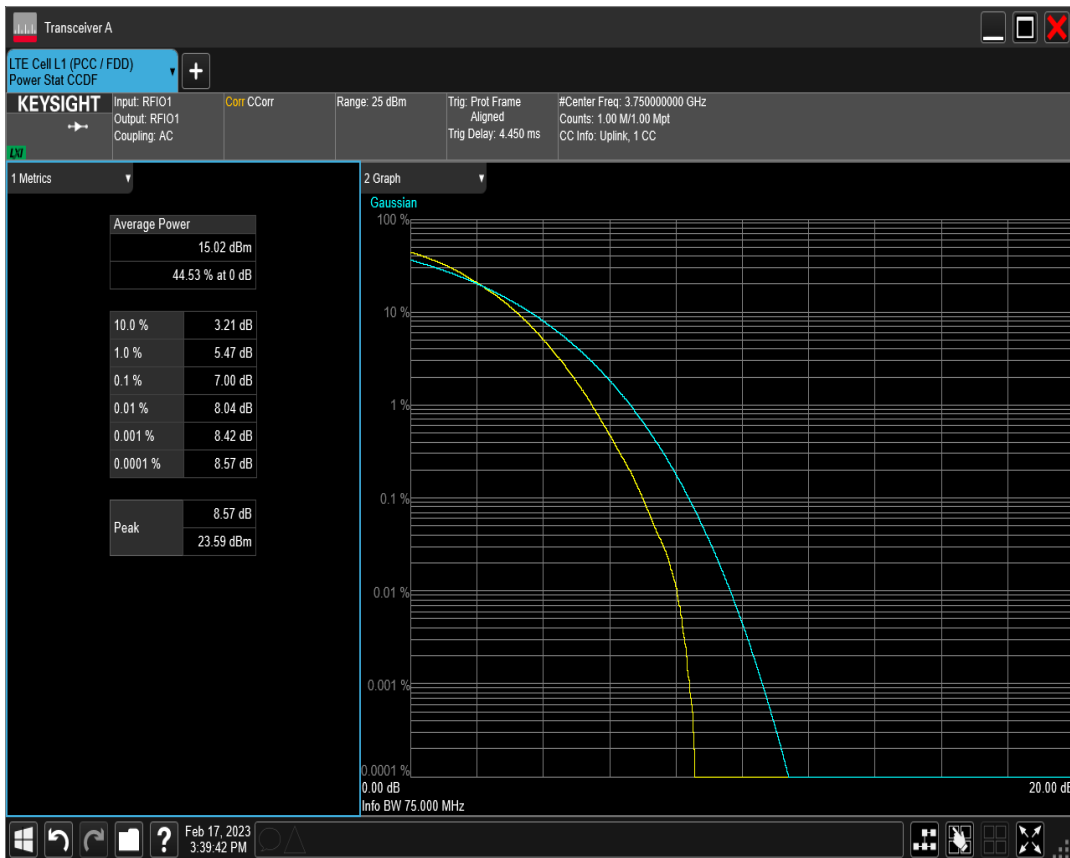 Transceiver A
LTE Cell L1 (PCC / FDD)
Power Stat CCDF
KEYSIGHT
LXI
Input: RFIO1
Output: RFIO1
Coupling: AC
Corr CCorr
Range: 25 dBm
Trig: Prot Frame
Aligned
Trig Delay: 4.450 ms
#Center Freq: 3.750000000 GHz
Counts: 1.00 M/1.00 Mpt
CC Info: Uplink, 1 CC
1 Metrics
Average Power
15.02 dBm
44.53 % at 0 dB
10.0 % 3.21 dB
1.0 % 5.47 dB
0.1 % 7.00 dB
0.01 % 8.04 dB
0.001 % 8.42 dB
0.0001 % 8.57 dB
Peak
8.57 dB
23.59 dBm
2 Graph
Gaussian
100 %
10 %
1 %
0.1 %
0.01 %
0.001 %
0.0001 %
0.00 dB
20.00 dB
Info BW 75.000 MHz
Feb 17, 2023
3:39:42 PM